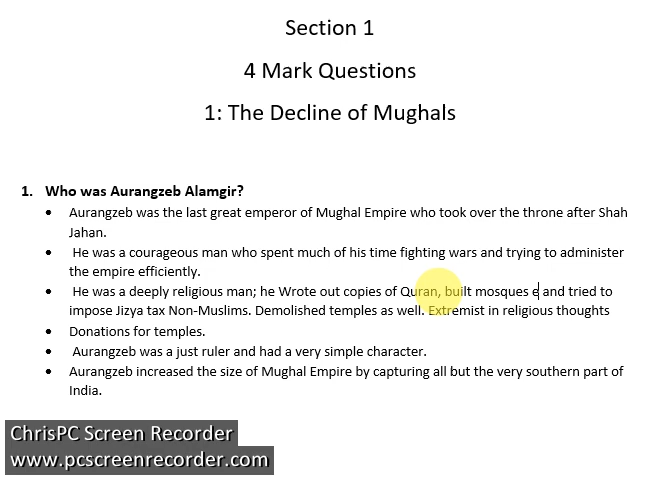 Section 1
4 Mark Questions
1: The Decline of Mughals
1. Who was Aurangzeb Alamgir?
• Aurangzeb was the last great emperor of Mughal Empire who took over the throne after Shah
Jahan.
• He was a courageous man who spent much of his time fighting wars and trying to administer
the empire efficiently.
• He was a deeply religious man; he Wrote out copies of Quran, built mosques e and tried to
impose Jizya tax Non-Muslims. Demolished temples as well. Extremist in religious thoughts
• Donations for temples.
• Aurangzeb was a just ruler and had a very simple character.
• Aurangzeb increased the size of Mughal Empire by capturing all but the very southern part of
India.
ChrisPC Screen Recorder
www.pcscreenrecorder.com